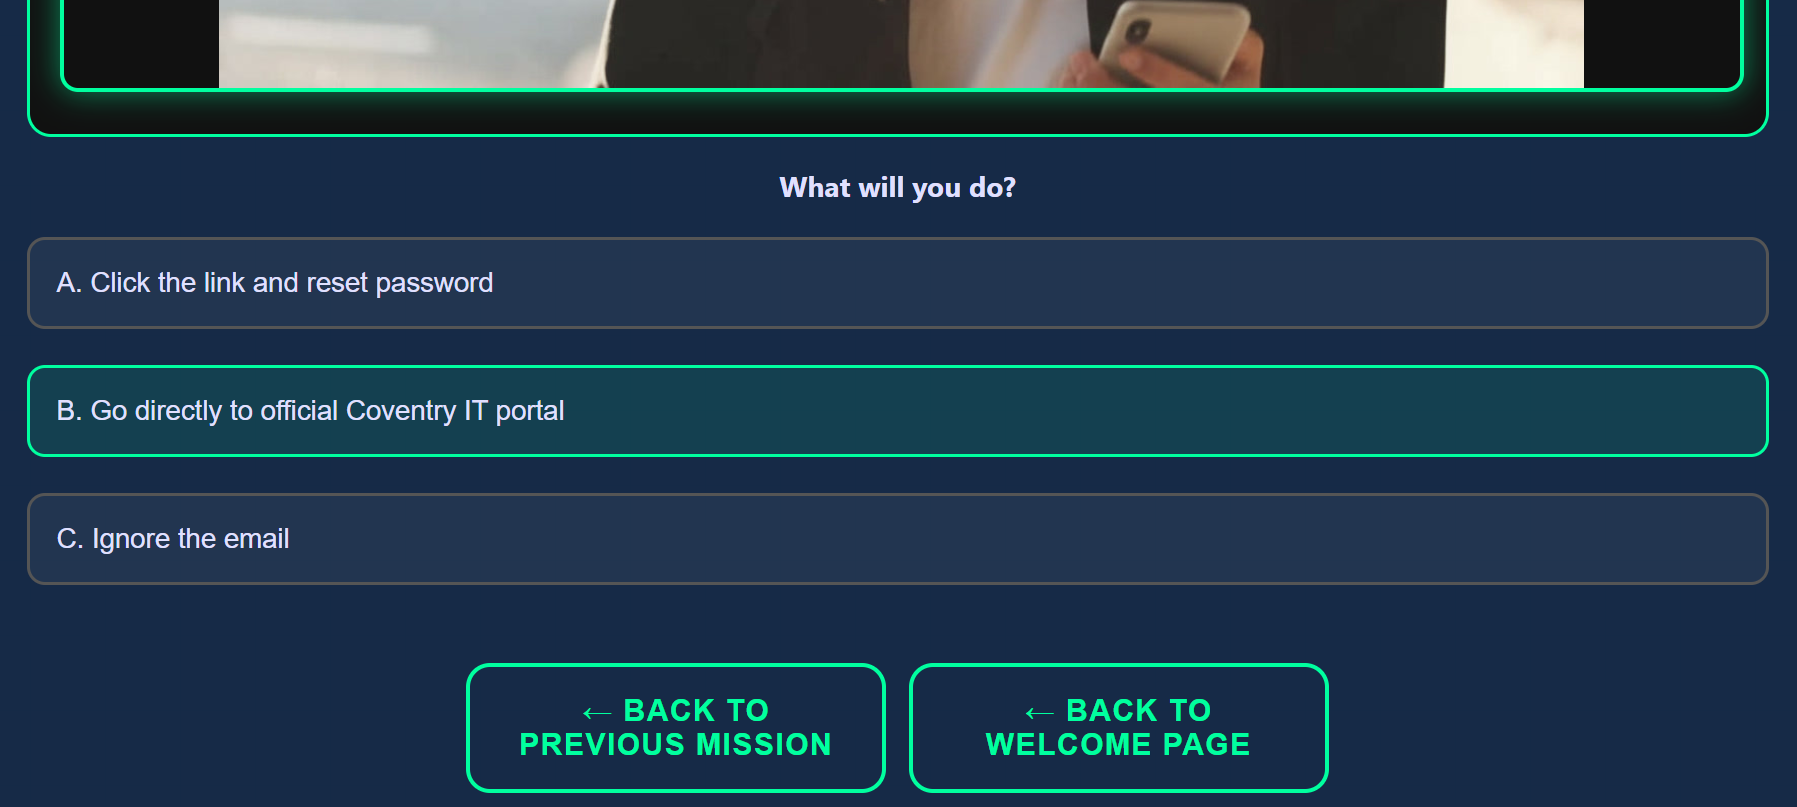 What will you do?
A. Click the link and reset password
B. Go directly to official Coventry IT portal
C. Ignore the email
← BACK TO
PREVIOUS MISSION
← BACK TO
WELCOME PAGE